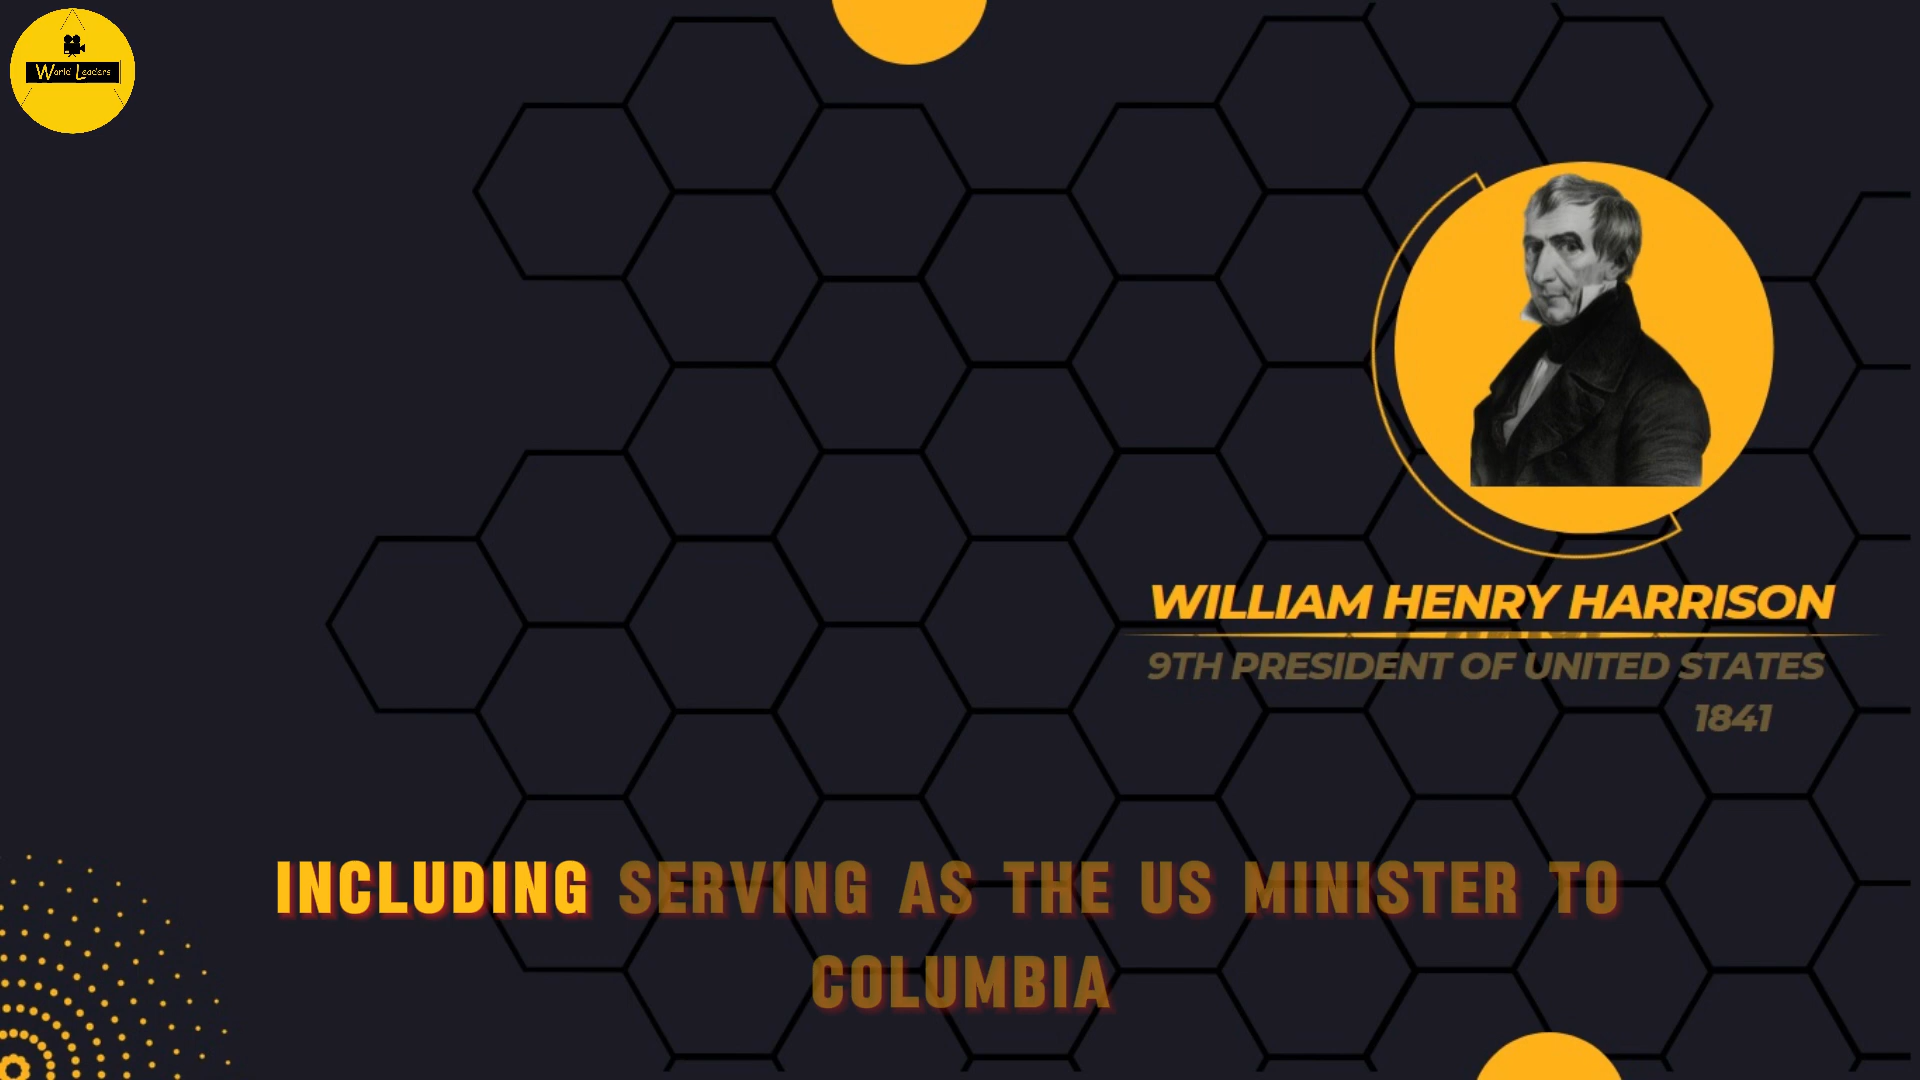 World Leaders
WILLIAM HENRY HARRISON
9TH PRESIDENT OF UNITED STATES
1841
INCLUDING SERVING AS THE US MINISTER TO
COLUMBIA